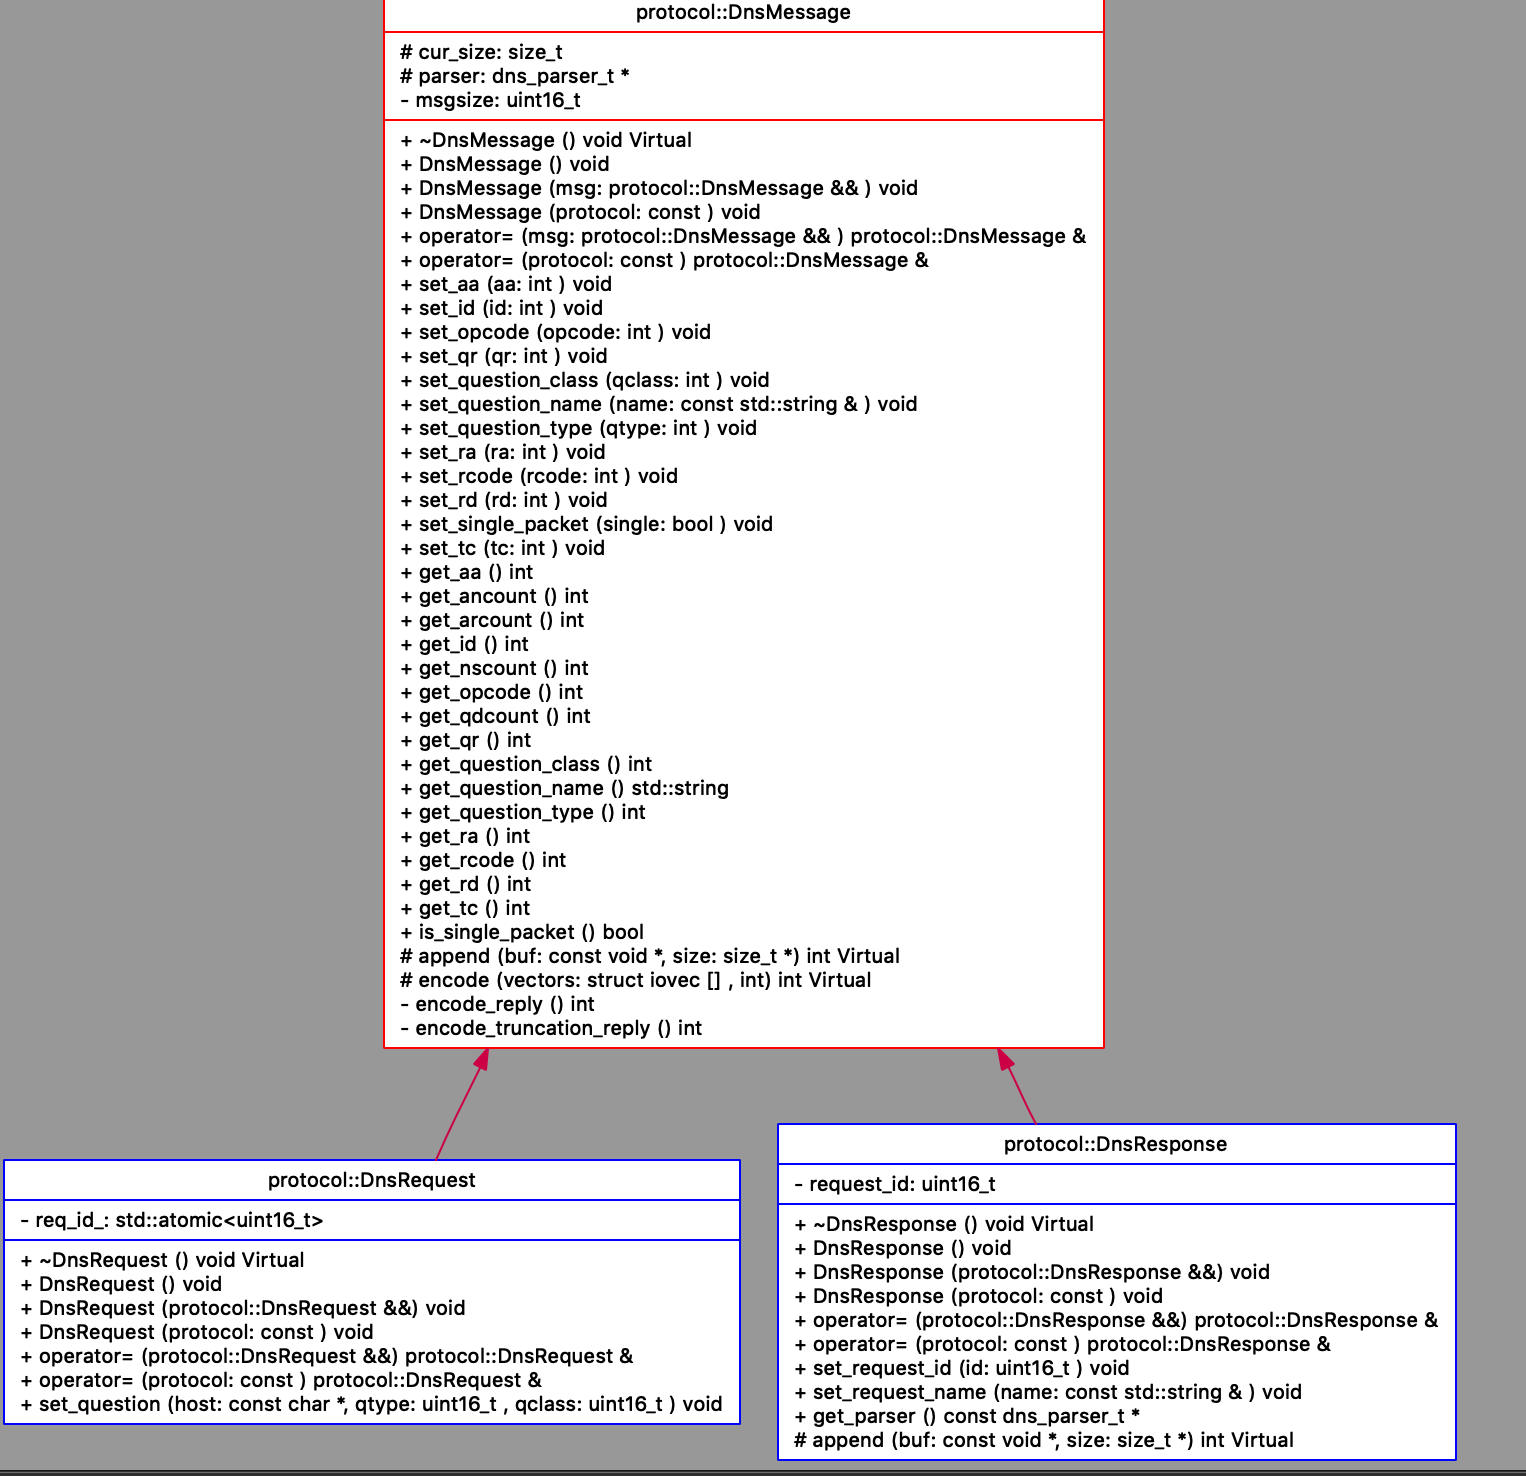 protocol::DnsMessage
# cur_size: size_t
# parser: dns_parser_t *
- msgsize: uint16_t
+ ~DnsMessage () void Virtual
+ DnsMessage () void
+ DnsMessage (msg: protocol::DnsMessage && ) void
+ DnsMessage (protocol: const ) void
+ operator= (msg: protocol::DnsMessage && ) protocol::DnsMessage &
+ operator= (protocol: const ) protocol::DnsMessage &
+ set_aa (aa: int ) void
+ set_id (id: int ) void
+ set_opcode (opcode: int ) void
+ set_qr (qr: int ) void
+ set_question_class (qclass: int ) void
+ set_question_name (name: const std::string & ) void
+ set_question_type (qtype: int ) void
+ set_ra (ra: int ) void
+ set_rcode (rcode: int ) void
+ set_rd (rd: int ) void
+ set_single_packet (single: bool ) void
+ set_tc (tc: int ) void
+ get_aa () int
+ get_ancount () int
+ get_arcount () int
+ get_id () int
+ get_nscount () int
+ get_opcode () int
+ get_qdcount () int
+ get_qr () int
+ get_question_class () int
+ get_question_name () std::string
+ get_question_type () int
+ get_ra () int
+ get_rcode () int
+ get_rd () int
+ get_tc () int
+ is_single_packet () bool
# append (buf: const void *, size: size_t *) int Virtual
# encode (vectors: struct iovec [] , int) int Virtual
- encode_reply () int
- encode_truncation_reply () int
protocol::DnsRequest
- req_id_: std::atomic<uint16_t>
+ ~DnsRequest () void Virtual
+ DnsRequest () void
+ DnsRequest (protocol::DnsRequest &&) void
+ DnsRequest (protocol: const ) void
+ operator= (protocol::DnsRequest &&) protocol::DnsRequest &
+ operator= (protocol: const ) protocol::DnsRequest &
+ set_question (host: const char *, qtype: uint16_t , qclass: uint16_t ) void
protocol::DnsResponse
- request_id: uint16_t
+ ~DnsResponse () void Virtual
+ DnsResponse () void
+ DnsResponse (protocol::DnsResponse &&) void
+ DnsResponse (protocol: const ) void
+ operator= (protocol::DnsResponse &&) protocol::DnsResponse &
+ operator= (protocol: const ) protocol::DnsResponse &
+ set_request_id (id: uint16_t ) void
+ set_request_name (name: const std::string & ) void
+ get_parser () const dns_parser_t *
# append (buf: const void *, size: size_t *) int Virtual